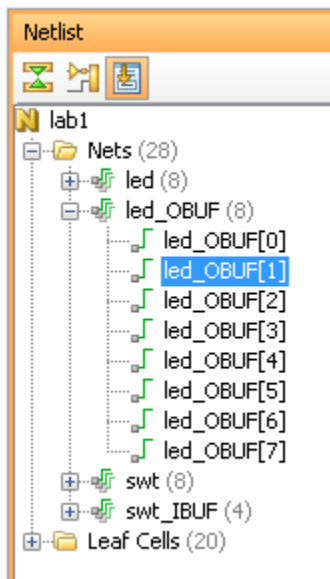 Netlist
N lab1
Nets (28)
led (8)
led_OBUF (8)
led_OBUF[0]
led_OBUF[1]
led_OBUF[2]
led_OBUF[3]
led_OBUF[4]
led_OBUF[5]
led_OBUF[6]
led_OBUF[7]
swt (8)
swt_IBUF (4)
Leaf Cells (20)